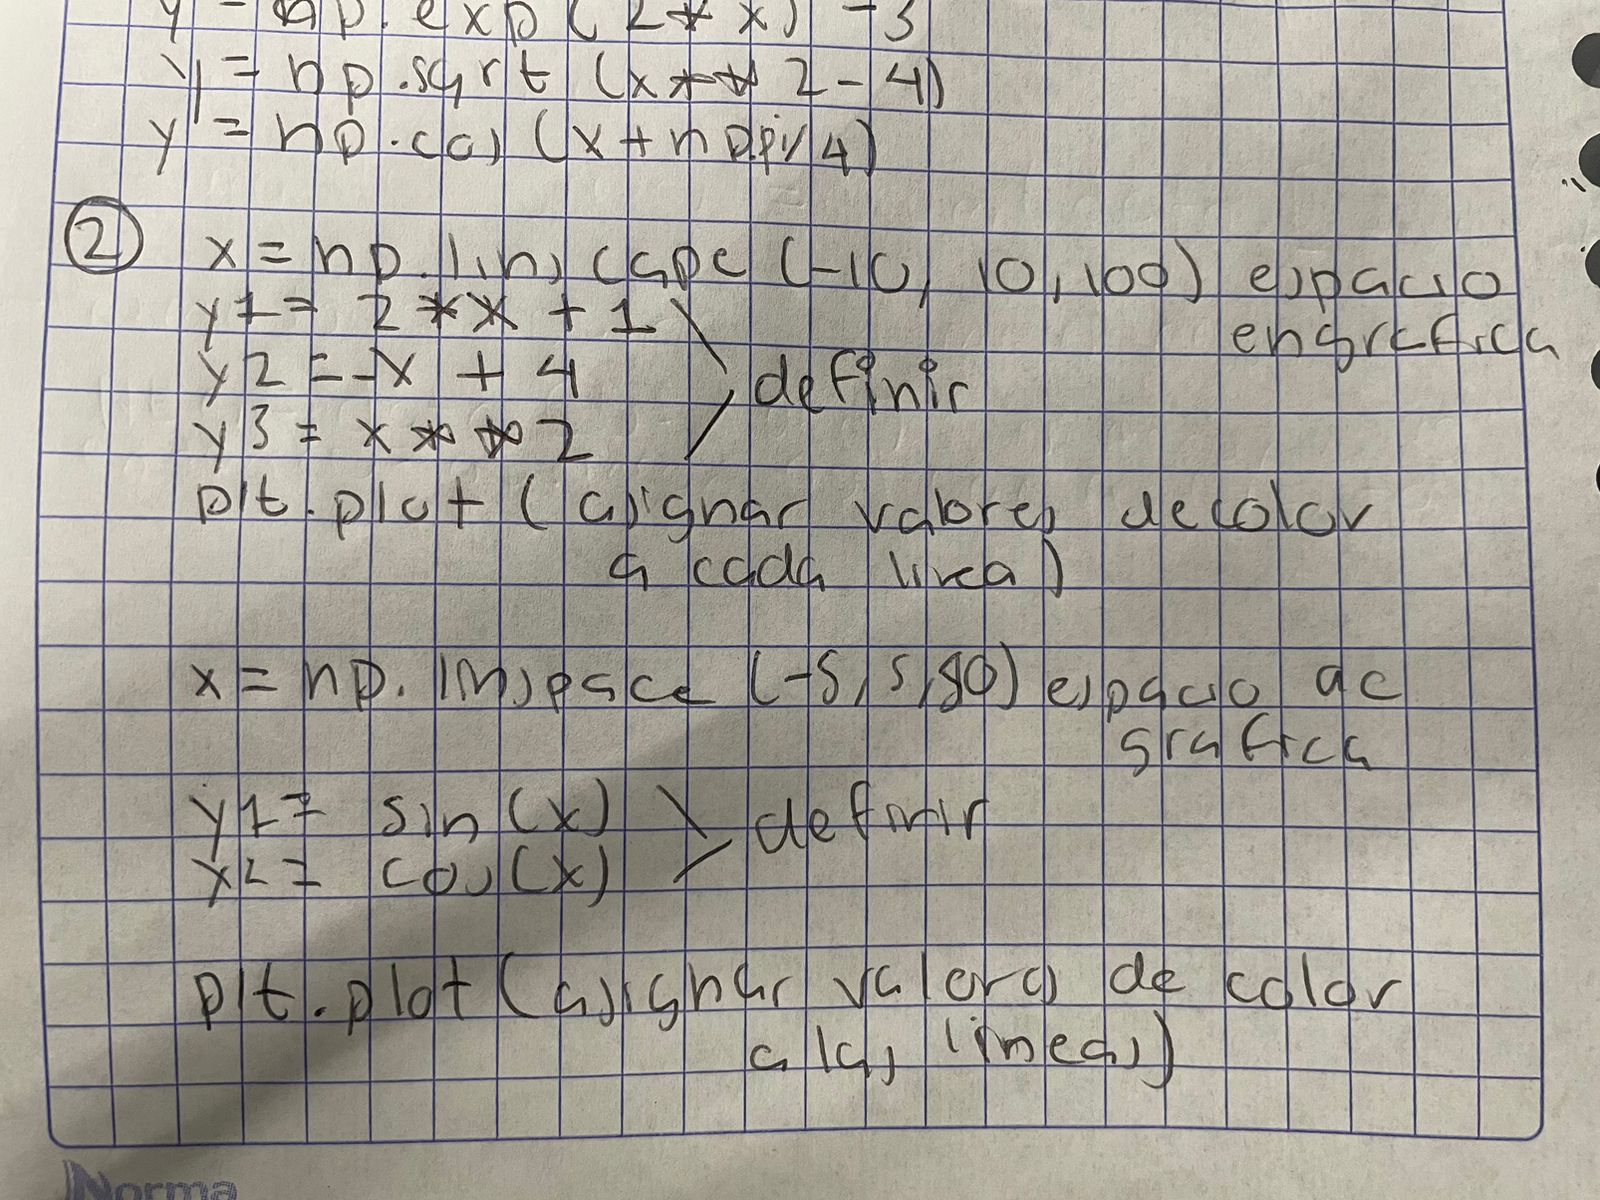 y = np.exp(2*x) - 3
y = np.sqrt (x**2-4)
y = np.cos (x+np.pi/4)
② x = np.linscape (-10, 10, 100) espacio
en grafica
y1 = 2*x + 1
y2 = -x + 4 definir
y3 = x**2
plt.plot (asignar valores de color
a cada linea)
x = np.linspace (-5, 5, 80) espacio de
grafica
y1 = sin(x) definir
y2 = cos(x)
plt.plot (asignar valores de color
a las lineas)
Norma